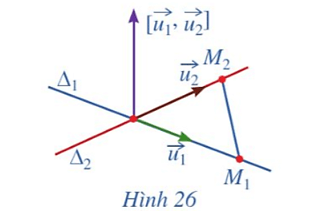 [u₁⃗, u₂⃗]
M₂
Δ₁
u₂⃗
Δ₂
u₁⃗
M₁
Hình 26